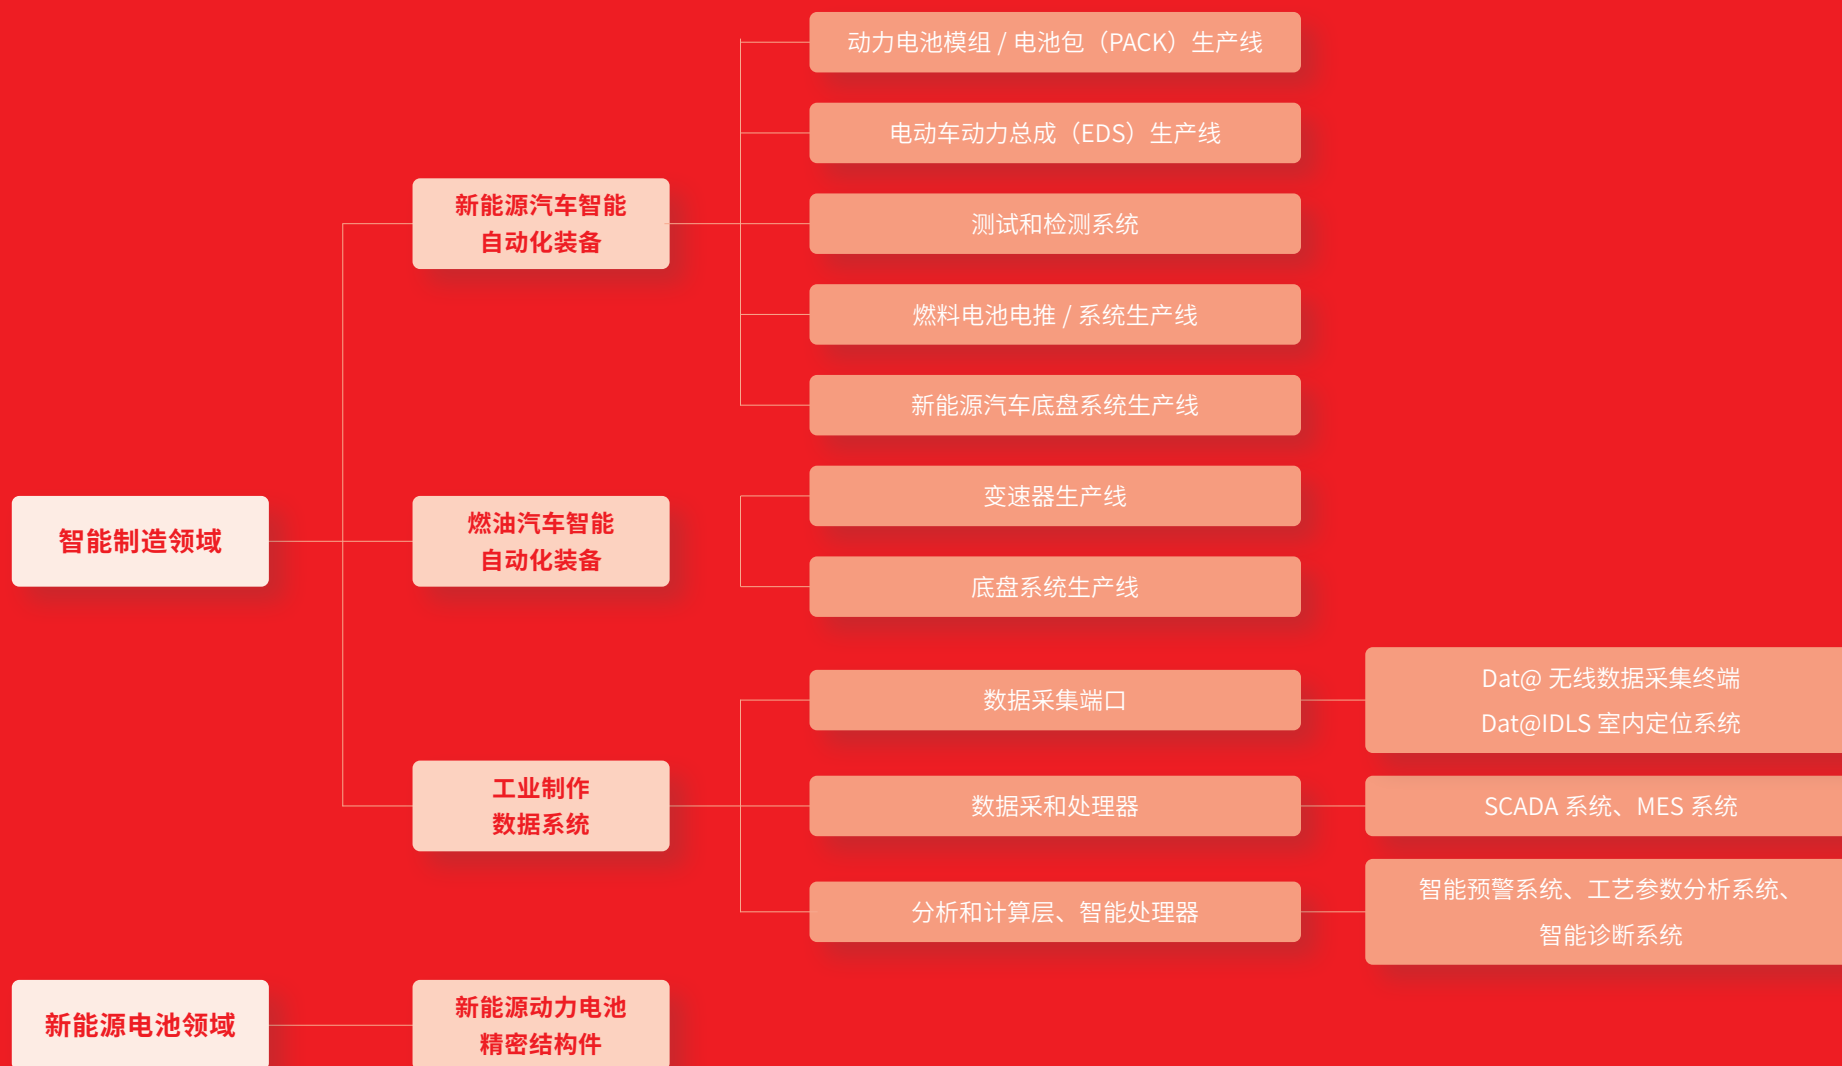 智能制造领域
新能源汽车智能
自动化装备
动力电池模组 / 电池包（PACK）生产线
电动车动力总成（EDS）生产线
测试和检测系统
燃料电池电推 / 系统生产线
新能源汽车底盘系统生产线
燃油汽车智能
自动化装备
变速器生产线
底盘系统生产线
工业制作
数据系统
数据采集端口
Dat@ 无线数据采集终端
Dat@IDLS 室内定位系统
数据采和处理器
SCADA 系统、MES 系统
分析和计算层、智能处理器
智能预警系统、工艺参数分析系统、
智能诊断系统
新能源电池领域
新能源动力电池
精密结构件